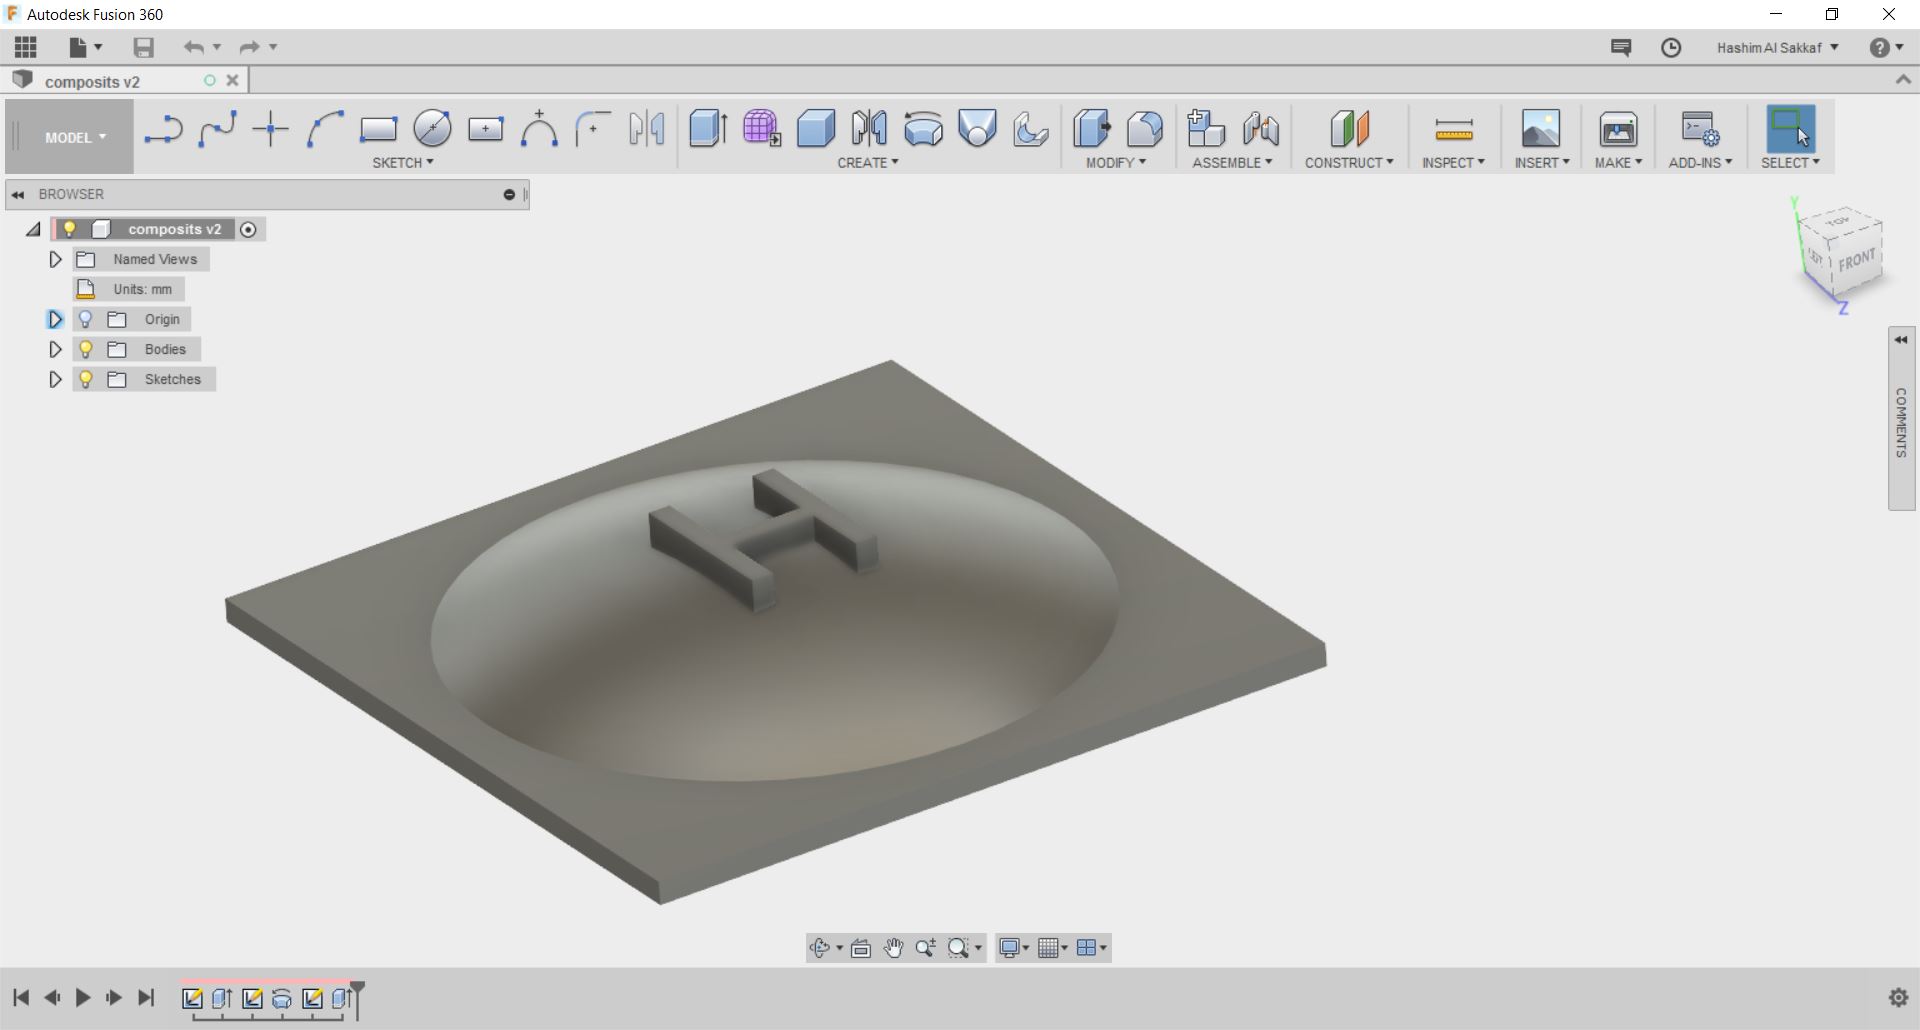 Autodesk Fusion 360
Hashim Al Sakkaf
composits v2
MODEL
SKETCH
CREATE
MODIFY
ASSEMBLE
CONSTRUCT
INSPECT
INSERT
MAKE
ADD-INS
SELECT
BROWSER
composits v2
Named Views
Units: mm
Origin
Bodies
Sketches
Y
TOP
FRONT
Z
COMMENTS
H